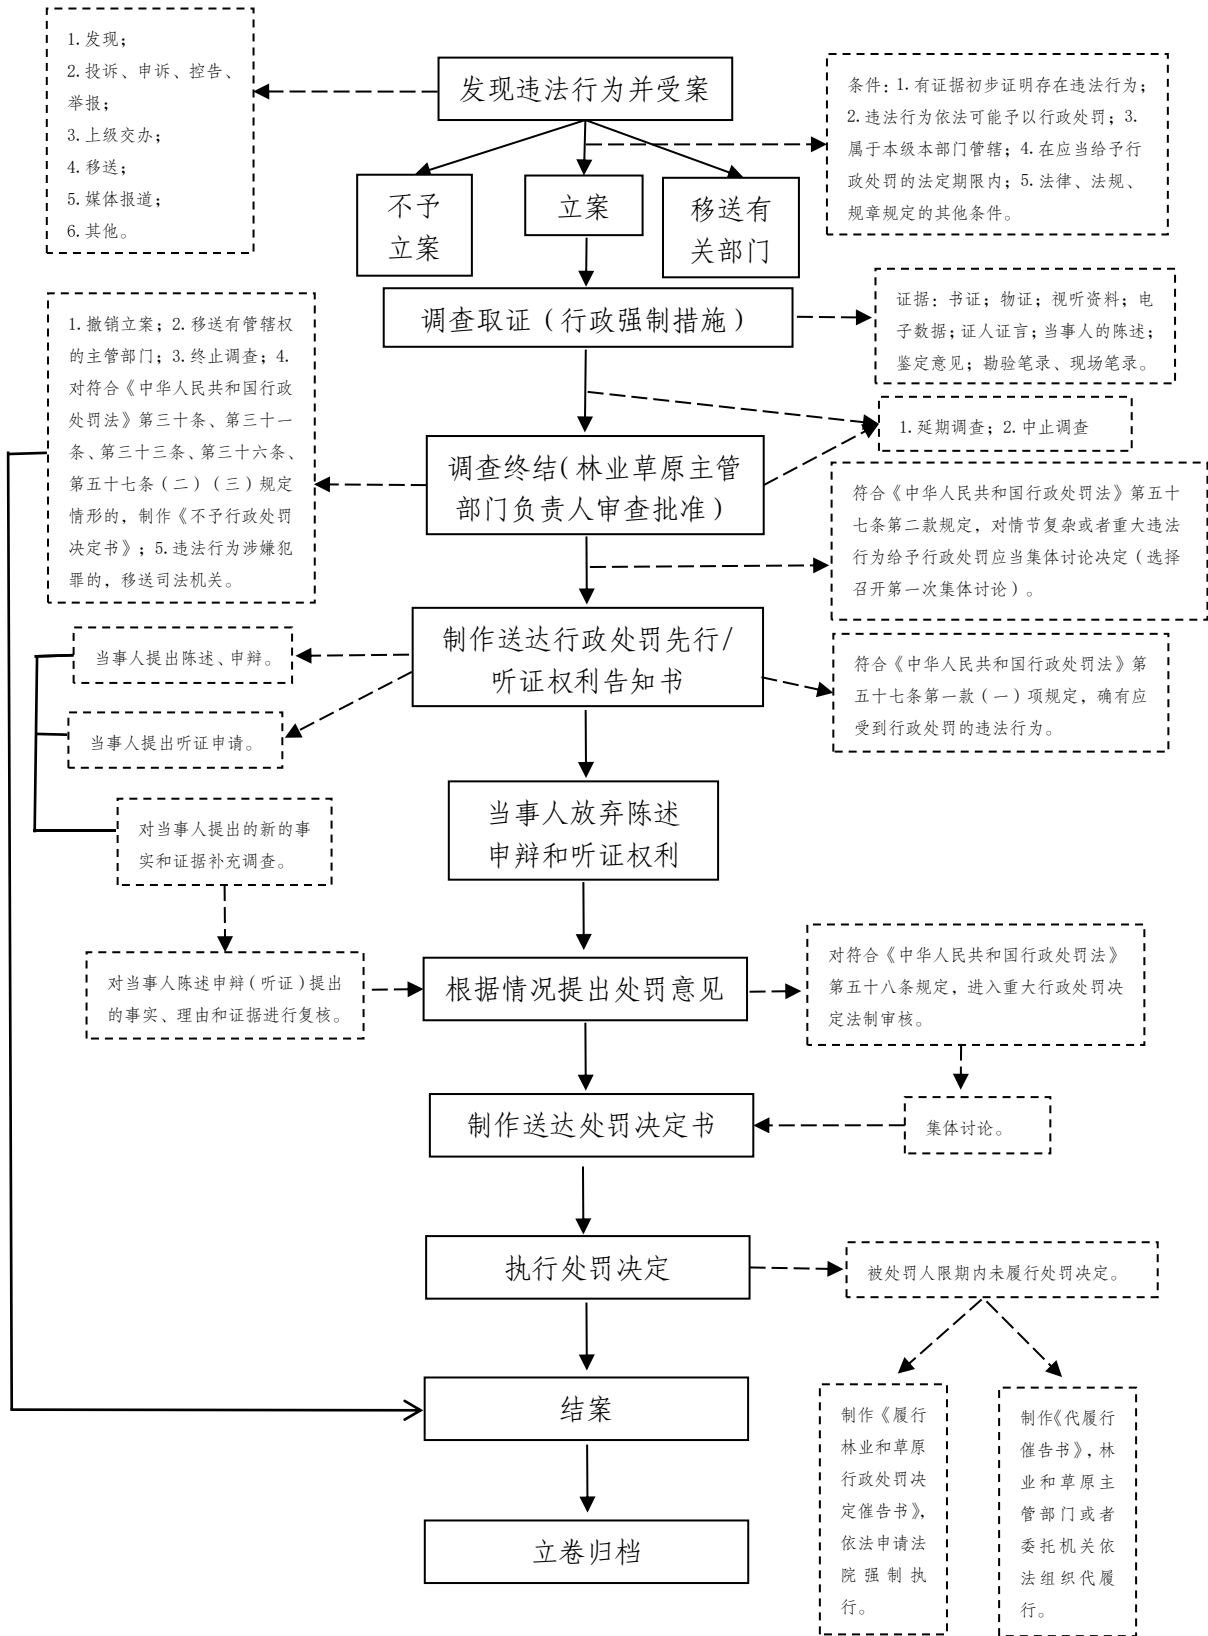 1.发现；
2.投诉、申诉、控告、
举报；
3.上级交办；
4.移送；
5.媒体报道；
6.其他。
发现违法行为并受案
条件：1.有证据初步证明存在违法行为；
2.违法行为依法可能予以行政处罚；3.
属于本级本部门管辖；4.在应当给予行
政处罚的法定期限内；5.法律、法规、
规章规定的其他条件。
不予
立案
立案
移送有
关部门
调查取证（行政强制措施）
证据：书证；物证；视听资料；电
子数据；证人证言；当事人的陈述；
鉴定意见；勘验笔录、现场笔录。
1.撤销立案；2.移送有管辖权
的主管部门；3.终止调查；4.
对符合《中华人民共和国行政
处罚法》第三十条、第三十一
条、第三十三条、第三十六条、
第五十七条（二）（三）规定
情形的，制作《不予行政处罚
决定书》；5.违法行为涉嫌犯
罪的，移送司法机关。
1.延期调查；2.中止调查
调查终结（林业草原主管
部门负责人审查批准）
符合《中华人民共和国行政处罚法》第五十
七条第二款规定，对情节复杂或者重大违法
行为给予行政处罚应当集体讨论决定（选择
召开第一次集体讨论）。
制作送达行政处罚先行/
听证权利告知书
当事人提出陈述、申辩。
当事人提出听证申请。
符合《中华人民共和国行政处罚法》第
五十七条第一款（一）项规定，确有应
受到行政处罚的违法行为。
当事人放弃陈述
申辩和听证权利
对当事人提出的新的事
实和证据补充调查。
对当事人陈述申辩（听证）提出
的事实、理由和证据进行复核。
根据情况提出处罚意见
对符合《中华人民共和国行政处罚法》
第五十八条规定，进入重大行政处罚决
定法制审核。
制作送达处罚决定书
集体讨论。
执行处罚决定
被处罚人限期内未履行处罚决定。
结案
制作《履行
林业和草原
行政处罚决
定催告书》，
依法申请法
院强制执
行。
制作《代履行
催告书》，林
业和草原主
管部门或者
委托机关依
法组织代履
行。
立卷归档